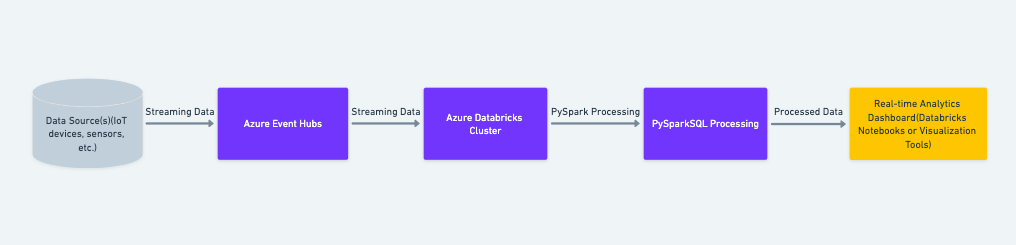 Streaming Data
Streaming Data
PySpark Processing
Processed Data
Data Source(s)(IoT
devices, sensors,
etc.)
Azure Event Hubs
Azure Databricks
Cluster
PySparkSQL Processing
Real-time Analytics
Dashboard(Databricks
Notebooks or Visualization
Tools)